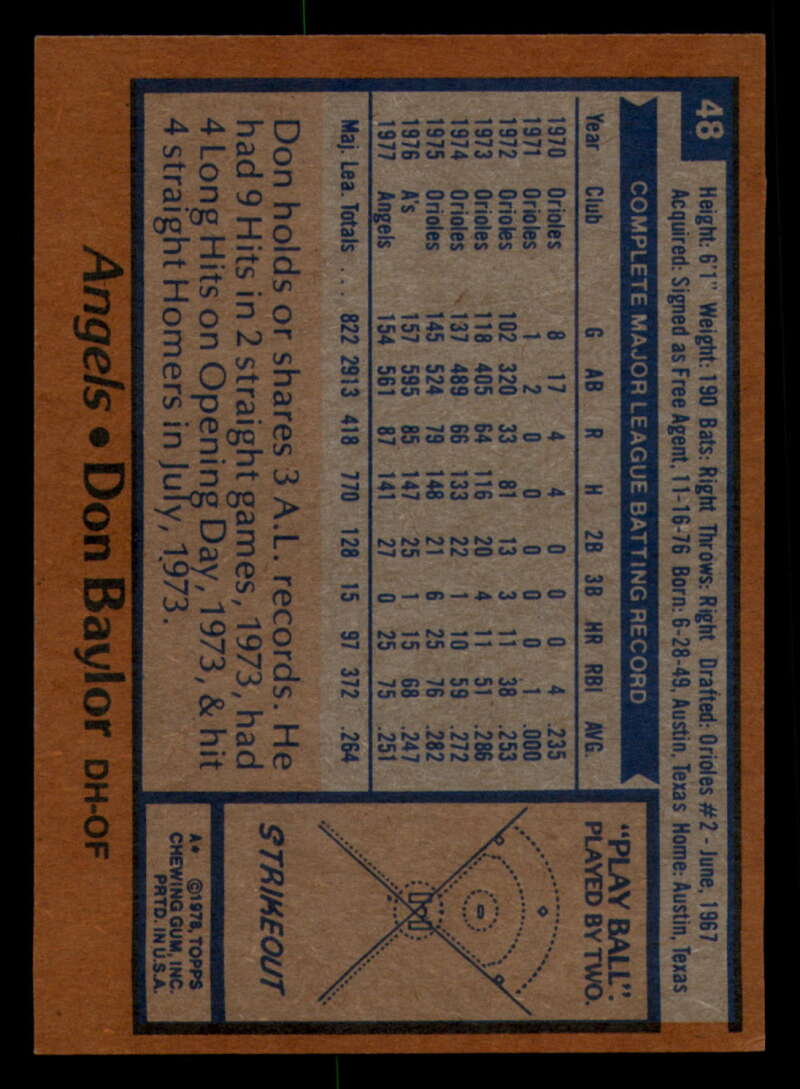 48
Height: 6'1" Weight: 190 Bats: Right Throws: Right Drafted: Orioles #2 - June, 1967
Acquired: Signed as Free Agent, 11-16-76 Born: 6-28-49, Austin, Texas Home: Austin, Texas
COMPLETE MAJOR LEAGUE BATTING RECORD
Year Club G AB R H 2B 3B HR RBI AVG.
1970 Orioles 8 17 4 4 0 0 0 4 .235
1971 Orioles 1 2 0 0 0 0 0 1 .000
1972 Orioles 102 320 33 81 13 3 11 38 .253
1973 Orioles 118 405 64 116 20 4 11 51 .286
1974 Orioles 137 489 66 133 22 1 10 59 .272
1975 Orioles 145 524 79 148 21 6 25 76 .282
1976 A's 157 595 85 147 25 1 15 68 .247
1977 Angels 154 561 87 141 27 0 25 75 .251
Maj. Lea. Totals ... 822 2913 418 770 128 15 97 372 .264
Don holds or shares 3 A.L. records. He
had 9 Hits in 2 straight games, 1973, had
4 Long Hits on Opening Day, 1973, & hit
4 straight Homers in July, 1973.
"PLAY BALL":
PLAYED BY TWO.
STRIKEOUT
A* ©1978, TOPPS
CHEWING GUM, INC.
PRTD. IN U.S.A.
Angels • Don Baylor DH-OF